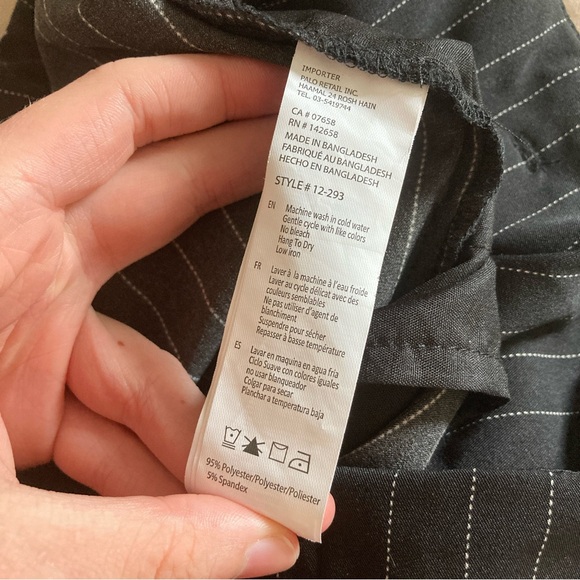 IMPORTER
PALO RETAIL INC.
HAAMAL 24 ROSH HAIN
TEL. 03-5419744
CA # 07658
RN # 142658
MADE IN BANGLADESH
FABRIQUÉ AU BANGLADESH
HECHO EN BANGLADESH
STYLE # 12-293
EN Machine wash in cold water
Gentle cycle with like colors
No bleach
Hang To Dry
Low iron
FR Laver à la machine à l'eau froide
Laver au cycle délicat avec des
couleurs semblables
Ne pas utiliser d'agent de
blanchiment
Suspendre pour sécher
Repasser à basse température
ES Lavar en maquina en agua fría
Ciclo Suave con colores iguales
no usar blanqueador
Colgar para secar
Planchar a temperatura baja
95% Polyester/Polyester/Poliester
5% Spandex